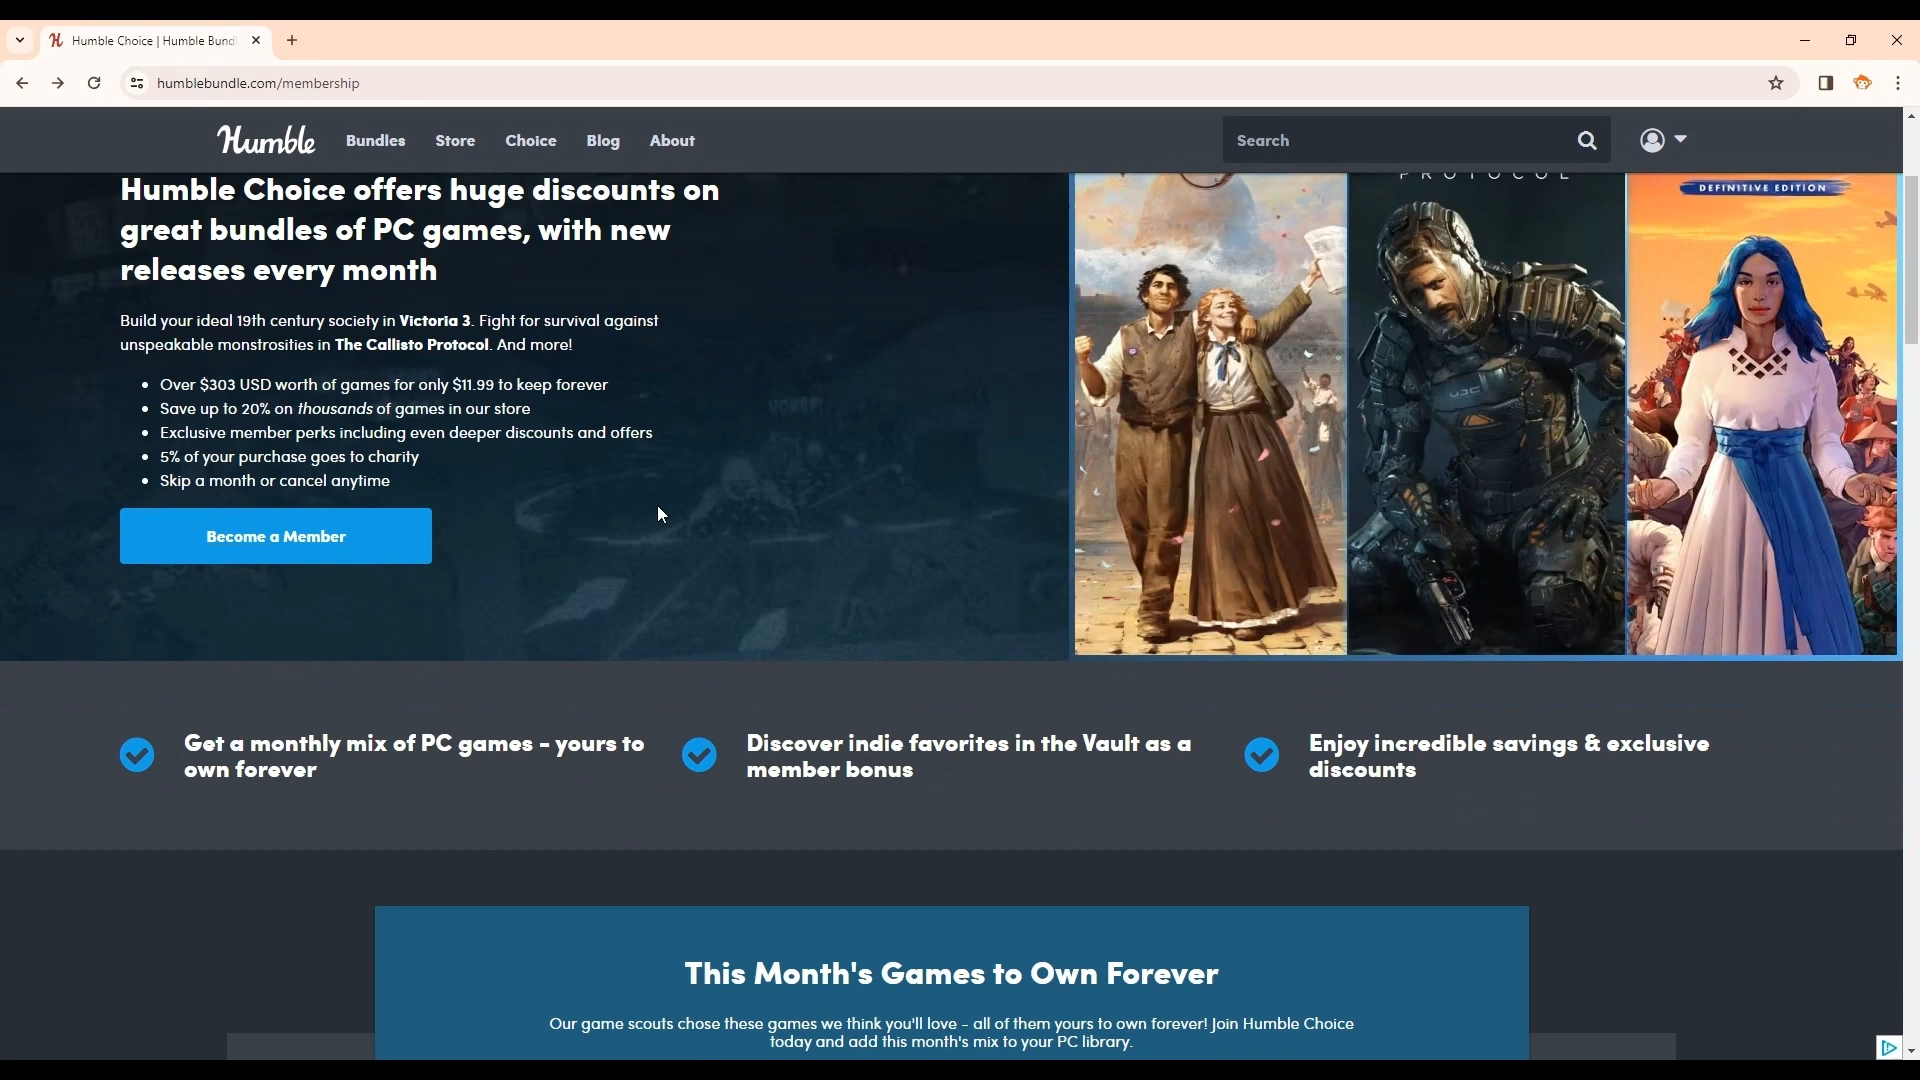 Humble Choice | Humble Bund
humblebundle.com/membership
Humble
Bundles
Store
Choice
Blog
About
Search
Humble Choice offers huge discounts on
great bundles of PC games, with new
releases every month
Build your ideal 19th century society in Victoria 3. Fight for survival against
unspeakable monstrosities in The Callisto Protocol. And more!
Over $303 USD worth of games for only $11.99 to keep forever
Save up to 20% on thousands of games in our store
Exclusive member perks including even deeper discounts and offers
5% of your purchase goes to charity
Skip a month or cancel anytime
Become a Member
PROTOCOL
DEFINITIVE EDITION
Get a monthly mix of PC games - yours to
own forever
Discover indie favorites in the Vault as a
member bonus
Enjoy incredible savings & exclusive
discounts
This Month's Games to Own Forever
Our game scouts chose these games we think you'll love - all of them yours to own forever! Join Humble Choice
today and add this month's mix to your PC library.